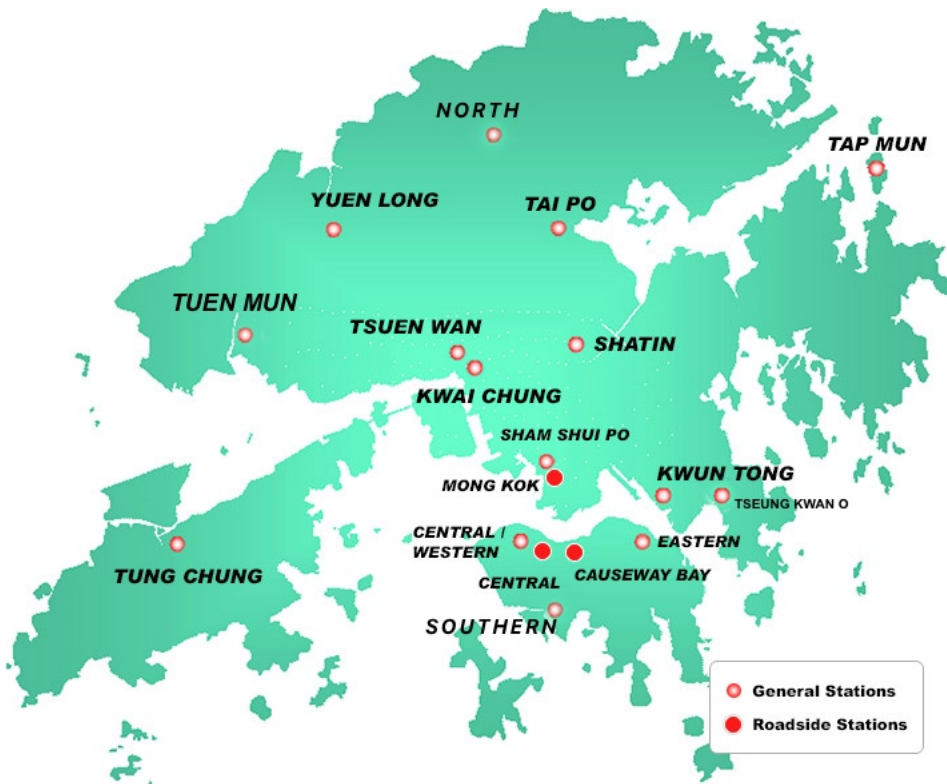 NORTH
TAP MUN
YUEN LONG
TAI PO
TUEN MUN
TSUEN WAN
SHATIN
KWAI CHUNG
SHAM SHUI PO
MONG KOK
KWUN TONG
TSEUNG KWAN O
CENTRAL /
WESTERN
EASTERN
TUNG CHUNG
CENTRAL
CAUSEWAY BAY
SOUTHERN
General Stations
Roadside Stations